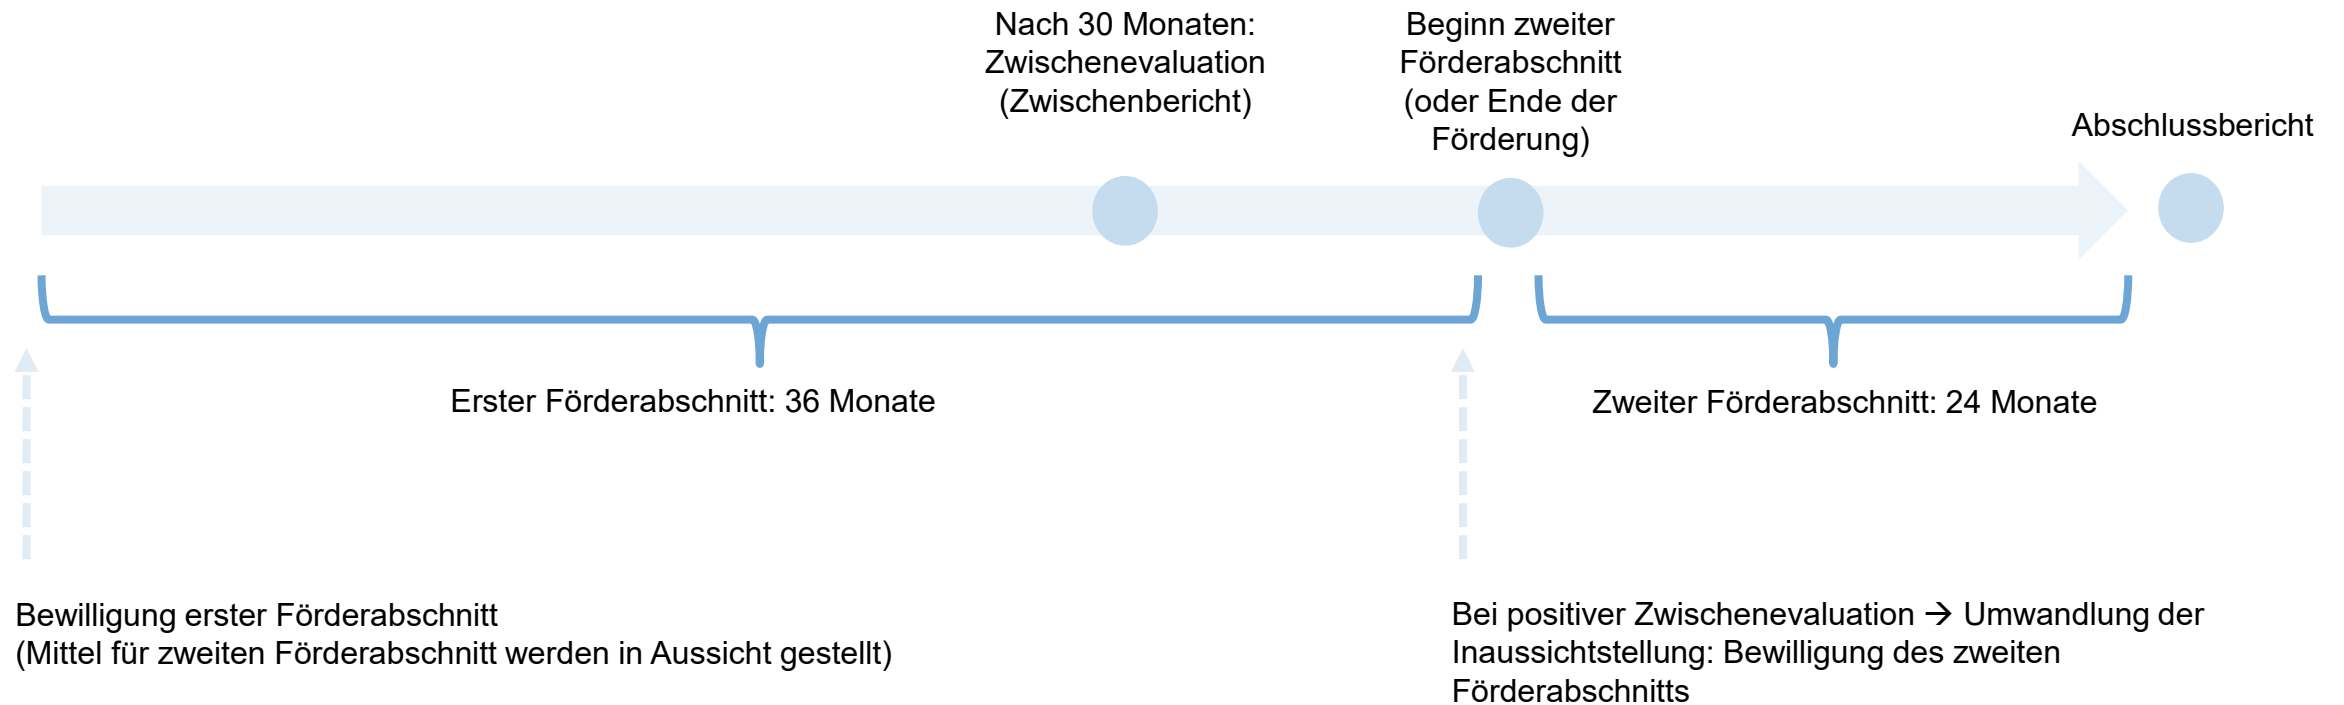 Nach 30 Monaten:
Zwischenevaluation
(Zwischenbericht)
Beginn zweiter
Förderabschnitt
(oder Ende der
Förderung)
Abschlussbericht
Erster Förderabschnitt: 36 Monate
Zweiter Förderabschnitt: 24 Monate
Bewilligung erster Förderabschnitt
(Mittel für zweiten Förderabschnitt werden in Aussicht gestellt)
Bei positiver Zwischenevaluation → Umwandlung der
Inaussichtstellung: Bewilligung des zweiten
Förderabschnitts